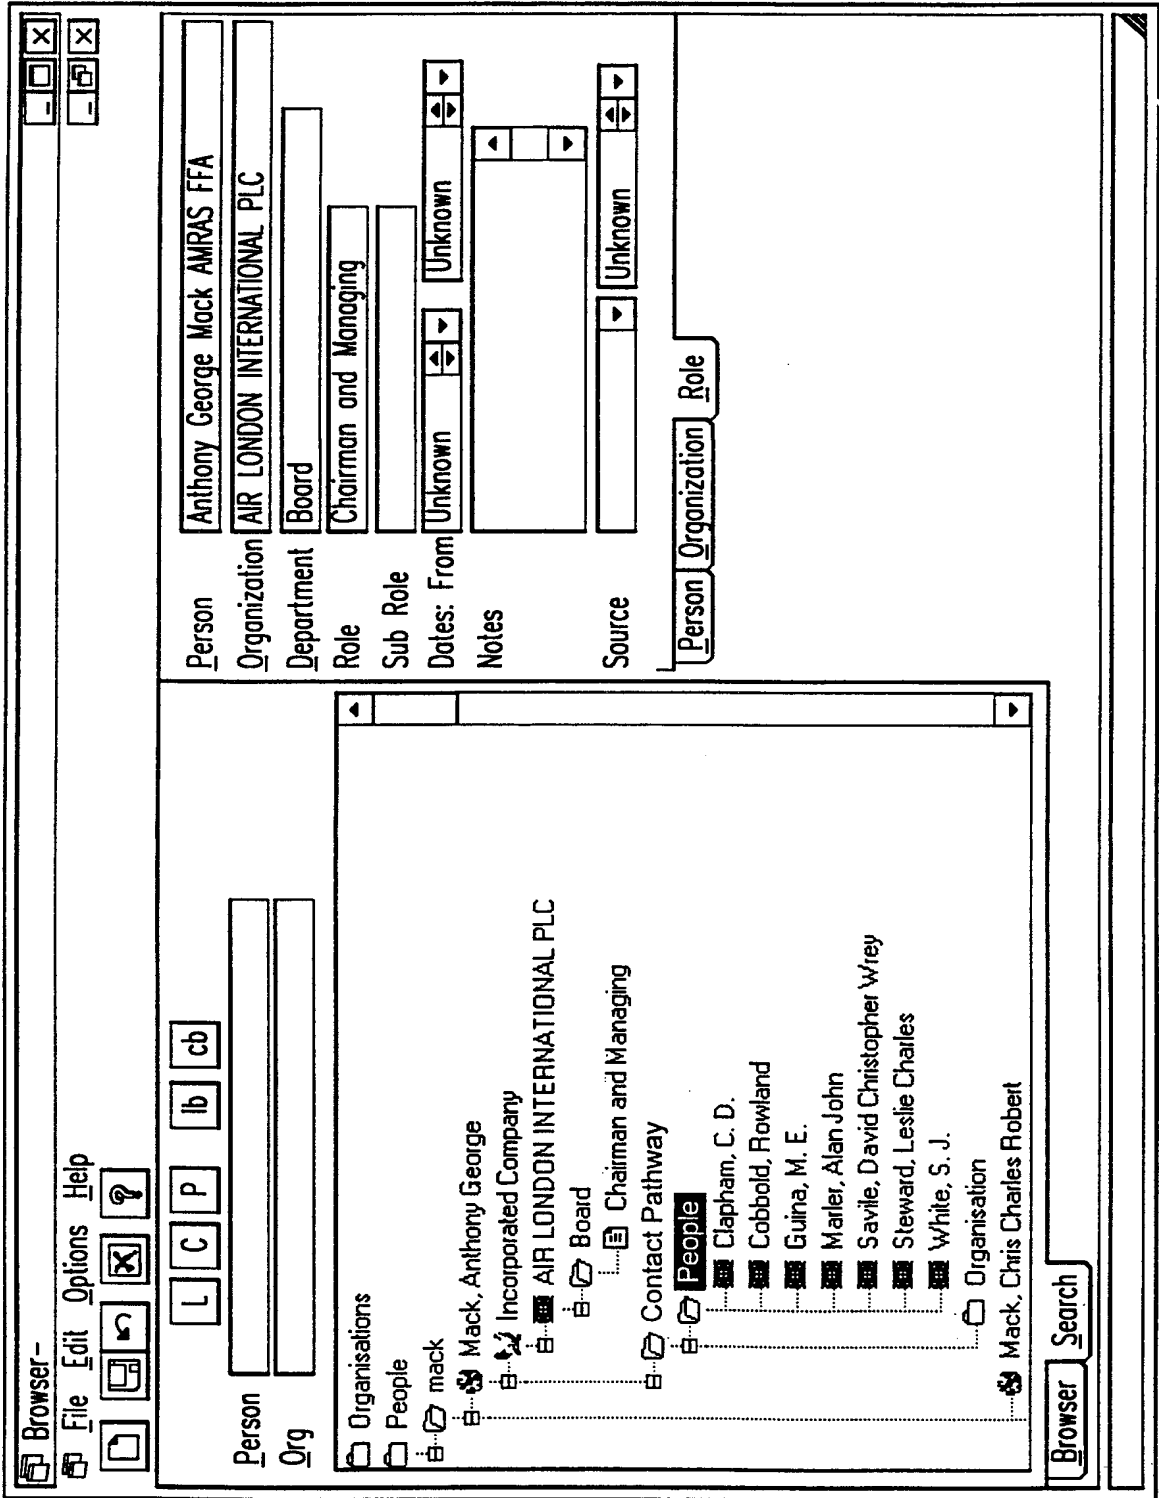 Browser-
File Edit Options Help
?
L C P lb cb
Person
Org
Organisations
People
mack
Mack, Anthony George
Incorporated Company
AIR LONDON INTERNATIONAL PLC
Board
Chairman and Managing
Contact Pathway
People
Clapham, C. D.
Cobbold, Rowland
Guina, M. E.
Marler, Alan John
Savile, David Christopher Wrey
Steward, Leslie Charles
White, S. J.
Organisation
Mack, Chris Charles Robert
Browser Search
Person Anthony George Mack AMRAS FFA
Organization AIR LONDON INTERNATIONAL PLC
Department Board
Role Chairman and Managing
Sub Role
Dates: From Unknown Unknown
Notes
Source Unknown
Person Organization Role